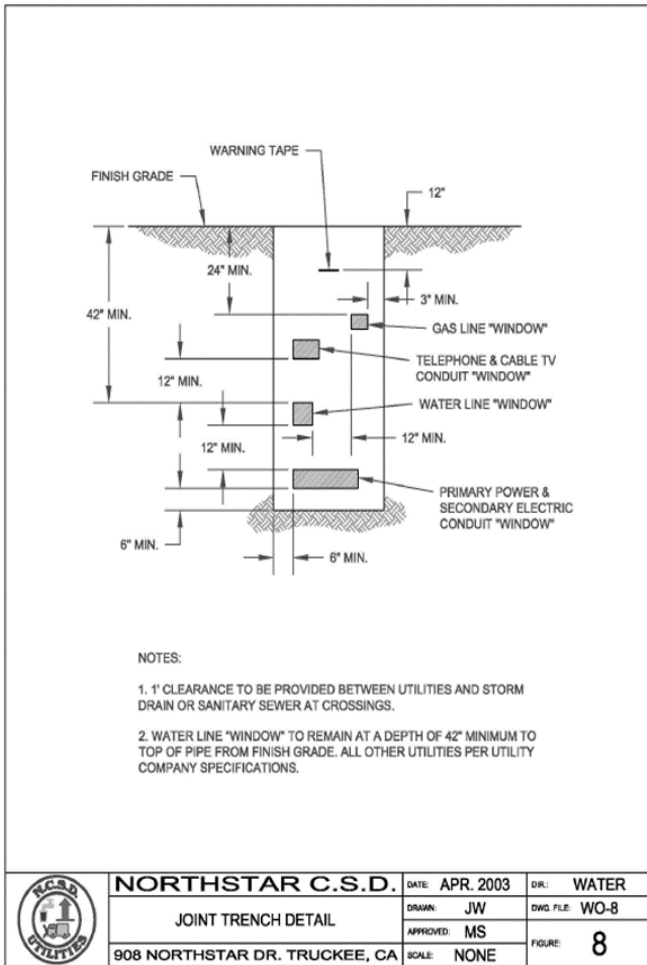 WARNING TAPE
FINISH GRADE
12"
24" MIN.
3" MIN.
42" MIN.
GAS LINE "WINDOW"
TELEPHONE & CABLE TV
CONDUIT "WINDOW"
12" MIN.
WATER LINE "WINDOW"
12" MIN.
12" MIN.
PRIMARY POWER &
SECONDARY ELECTRIC
CONDUIT "WINDOW"
6" MIN.
6" MIN.
NOTES:
1. 1' CLEARANCE TO BE PROVIDED BETWEEN UTILITIES AND STORM
DRAIN OR SANITARY SEWER AT CROSSINGS.
2. WATER LINE "WINDOW" TO REMAIN AT A DEPTH OF 42" MINIMUM TO
TOP OF PIPE FROM FINISH GRADE. ALL OTHER UTILITIES PER UTILITY
COMPANY SPECIFICATIONS.
N.C.S.D.
UTILITIES
NORTHSTAR C.S.D.
JOINT TRENCH DETAIL
908 NORTHSTAR DR. TRUCKEE, CA
DATE: APR. 2003
DRAWN: JW
APPROVED: MS
SCALE: NONE
DIR.: WATER
DWG. FILE: WO-8
FIGURE: 8